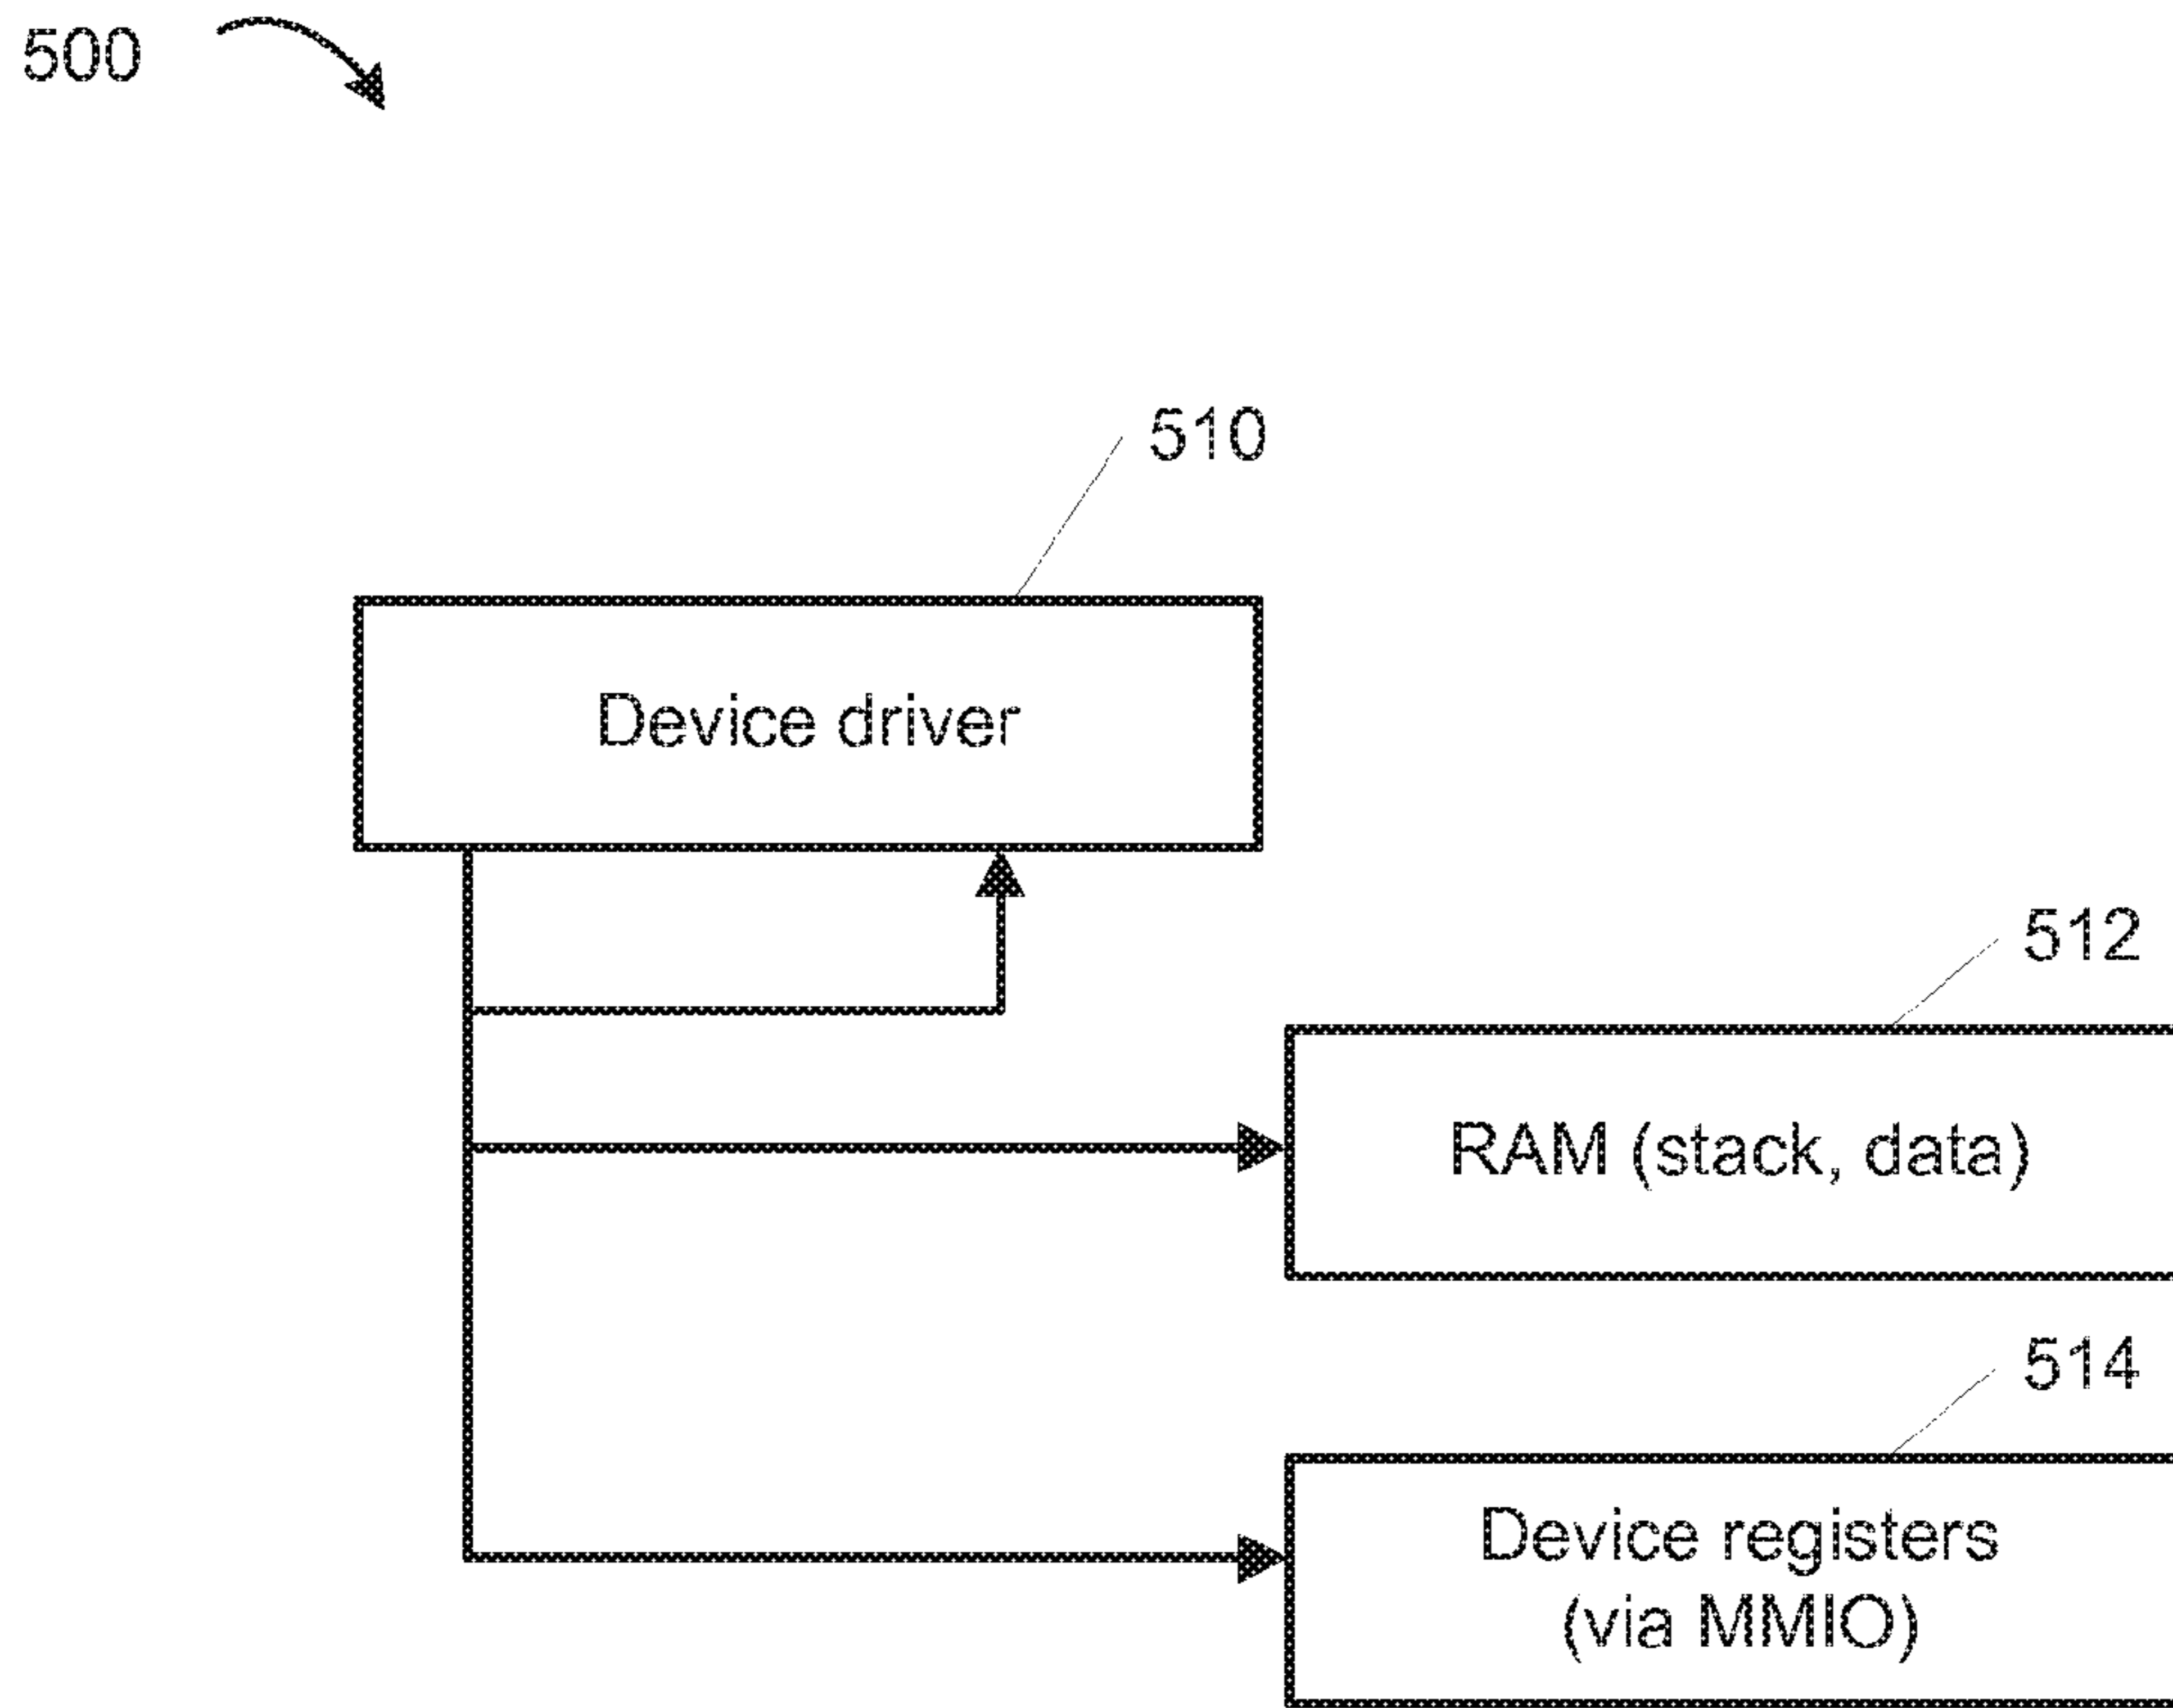 500
510
Device driver
512
RAM (stack, data)
514
Device registers
(via MMIO)